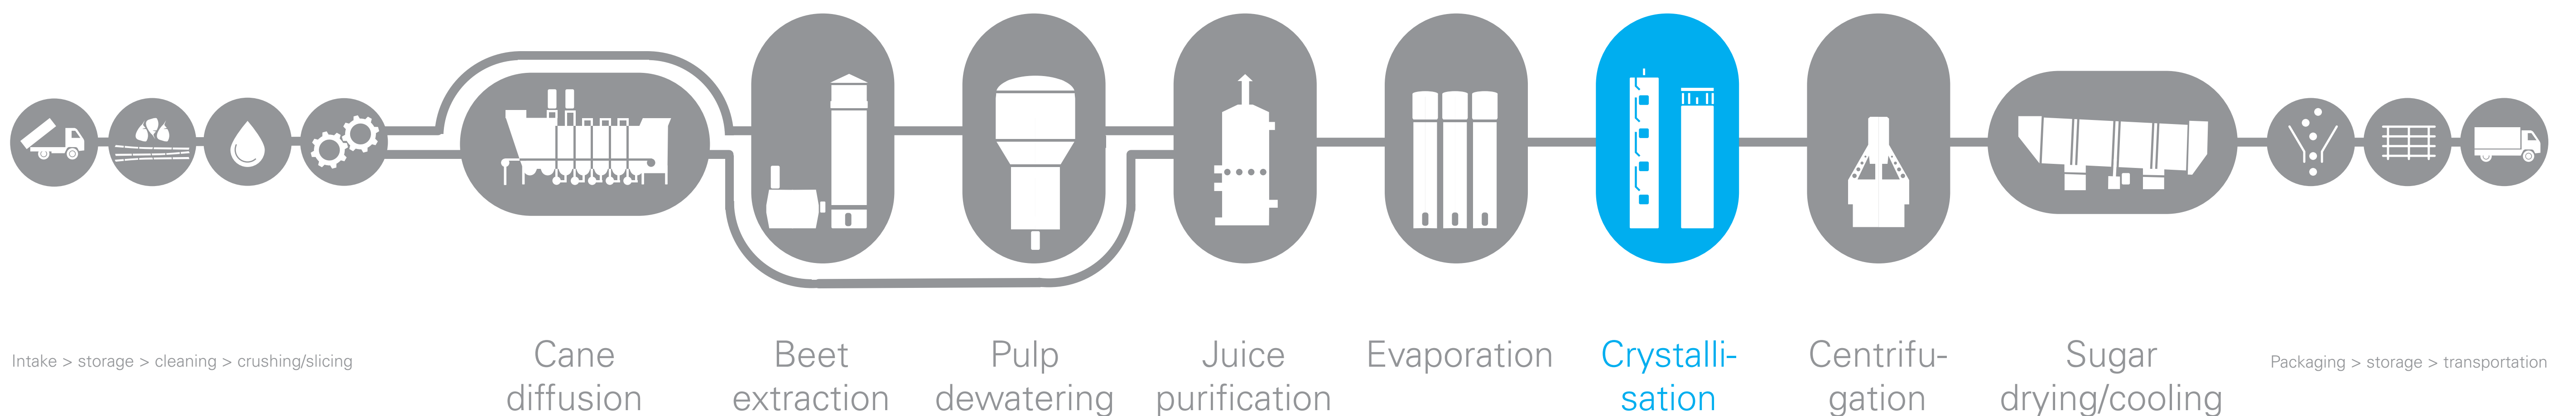 Intake > storage > cleaning > crushing/slicing
Cane
diffusion
Beet
extraction
Pulp
dewatering
Juice
purification
Evaporation
Crystalli-
sation
Centrifu-
gation
Sugar
drying/cooling
Packaging > storage > transportation